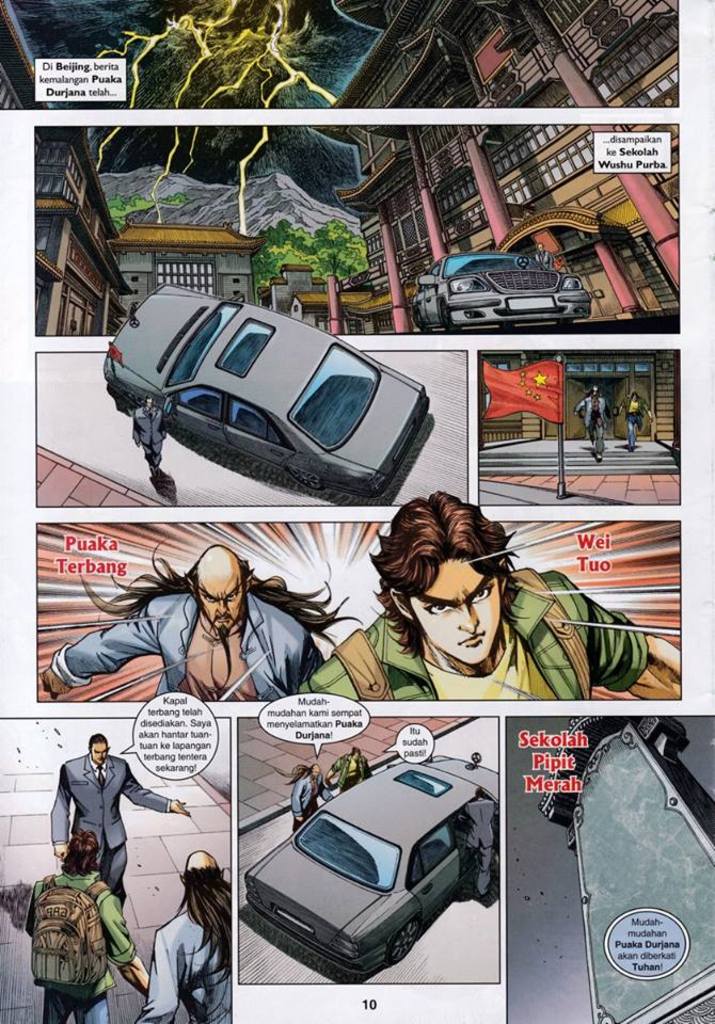 Di Beijing, berita
kemalangan Puaka
Durjana telah...
...disampaikan
ke Sekolah
Wushu Purba.
Puaka
Terbang
Wei
Tuo
Kapal
terbang telah
disediakan. Saya
akan hantar tuan-
tuan ke lapangan
terbang tentera
sekarang!
Mudah-
mudahan kami sempat
menyelamatkan Puaka
Durjana!
Itu
sudah
pasti!
Sekolah
Pipit
Merah
Mudah-
mudahan
Puaka Durjana
akan diberkati
Tuhan!
10